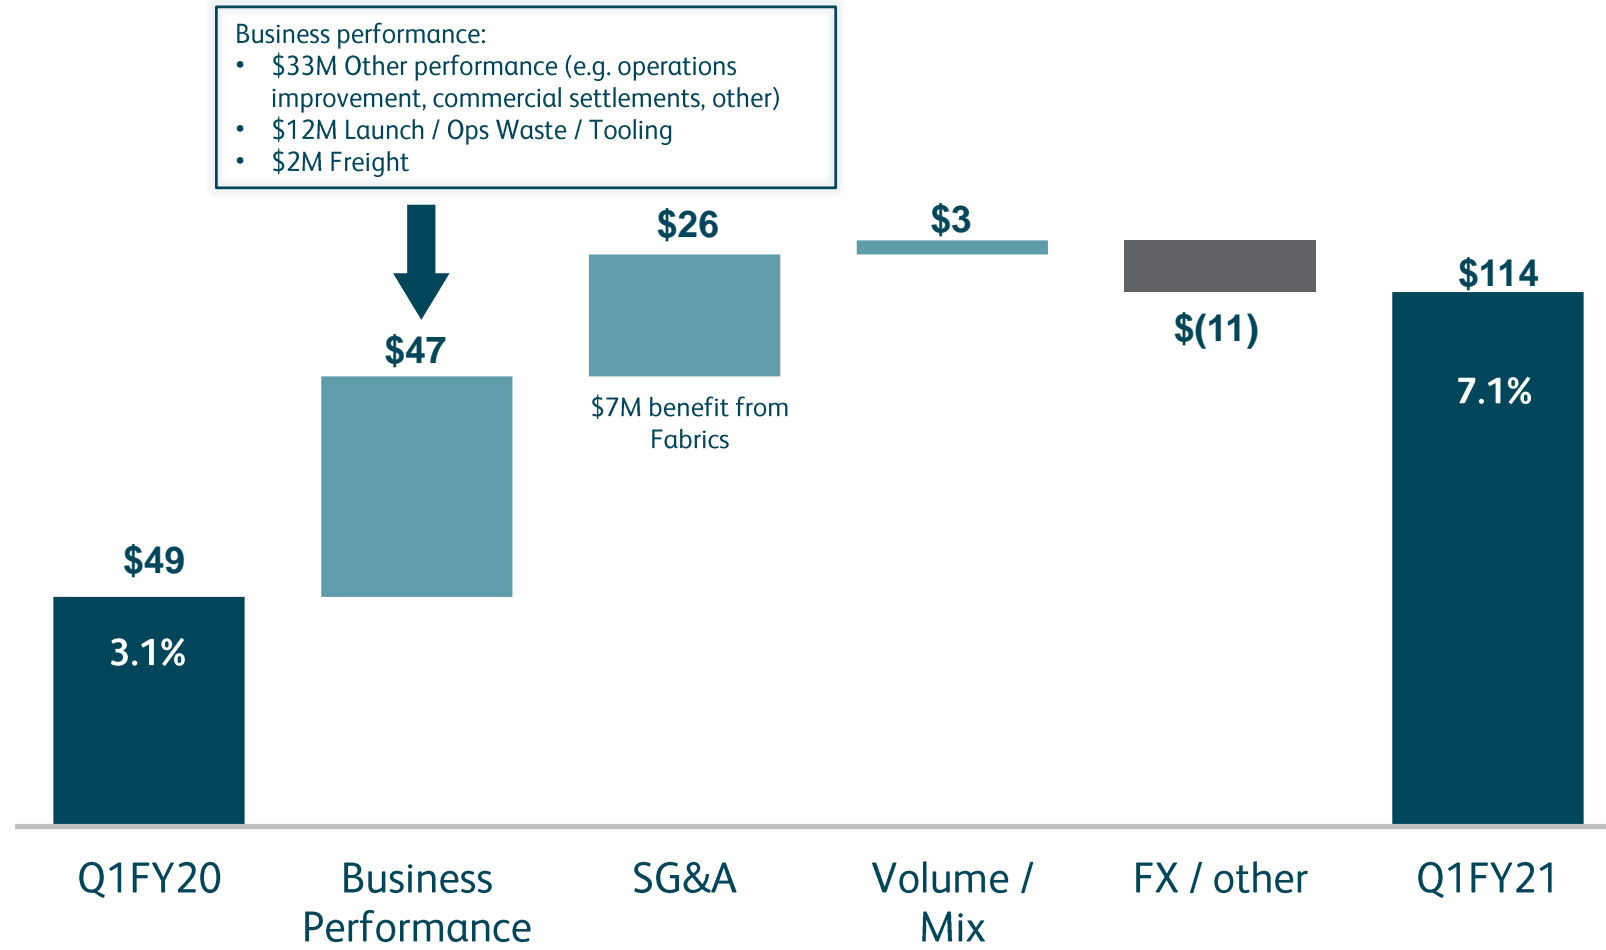 Business performance:
• $33M Other performance (e.g. operations
improvement, commercial settlements, other)
• $12M Launch / Ops Waste / Tooling
• $2M Freight
$49
3.1%
$47
$26
$7M benefit from
Fabrics
$3
$(11)
$114
7.1%
Q1FY20
Business
Performance
SG&A
Volume /
Mix
FX / other
Q1FY21